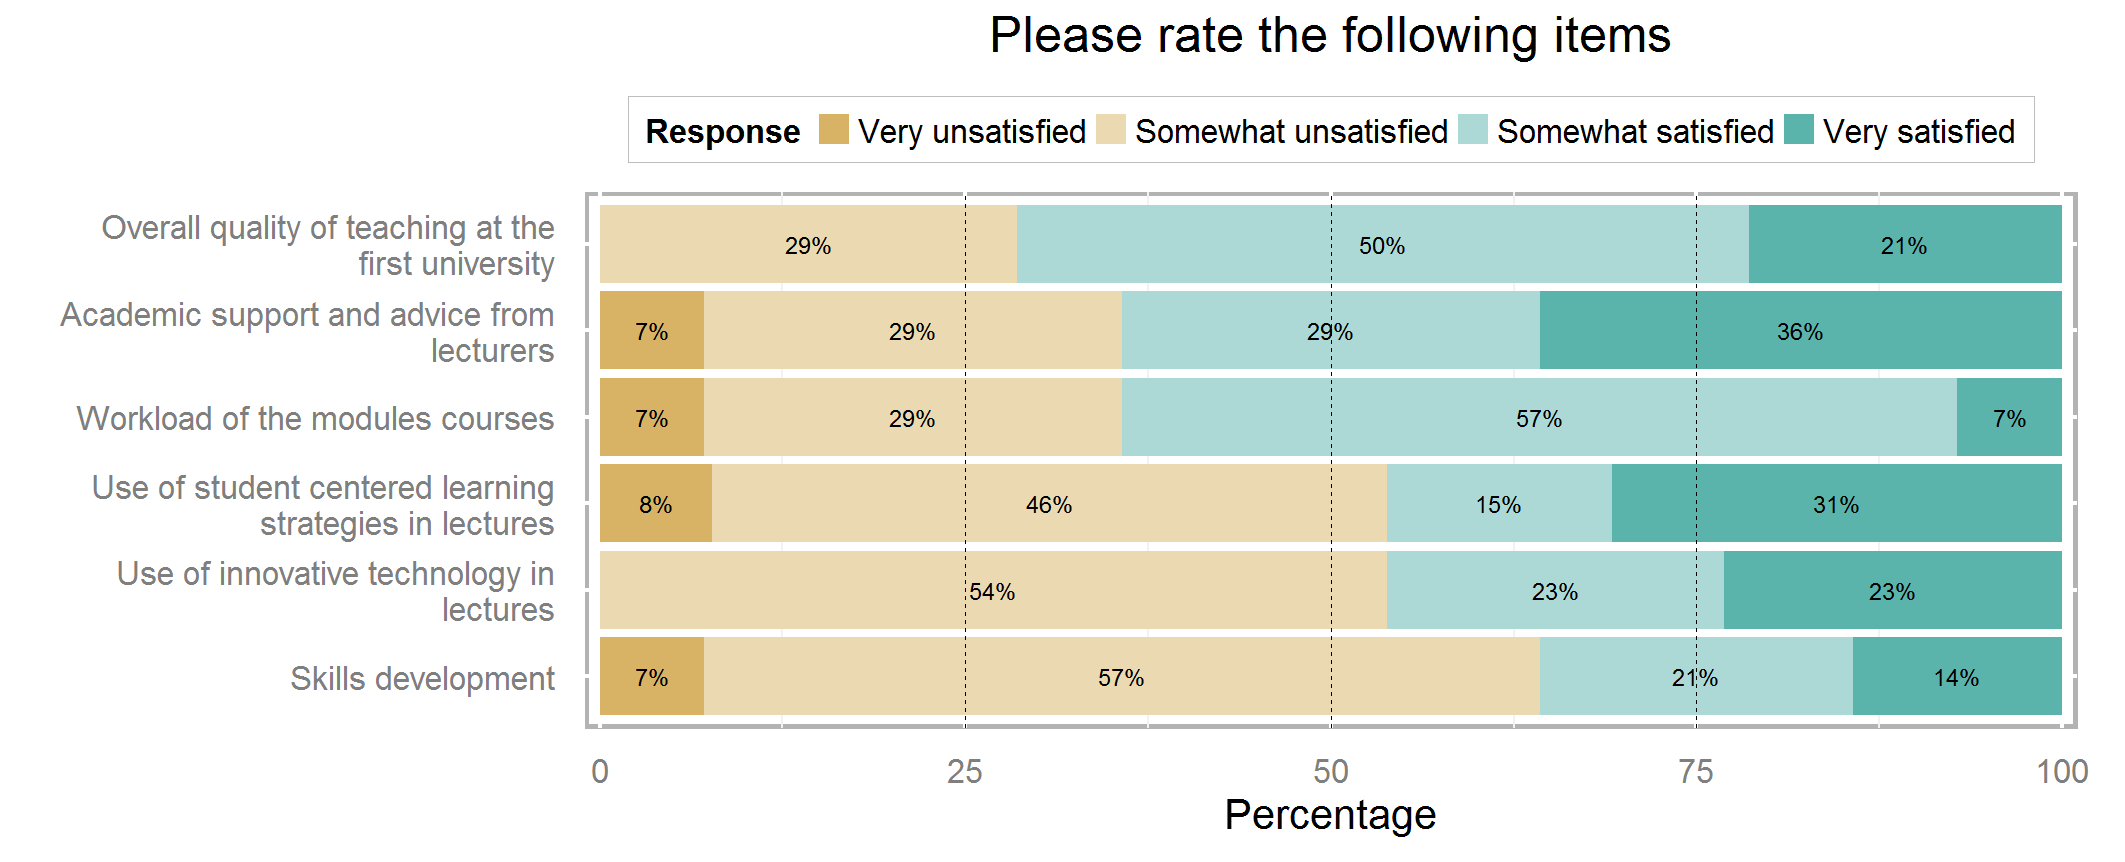 Please rate the following items
Response Very unsatisfied Somewhat unsatisfied Somewhat satisfied Very satisfied
Overall quality of teaching at the
first university
29% 50% 21%
Academic support and advice from
lecturers
7% 29% 29% 36%
Workload of the modules courses
7% 29% 57% 7%
Use of student centered learning
strategies in lectures
8% 46% 15% 31%
Use of innovative technology in
lectures
54% 23% 23%
Skills development
7% 57% 21% 14%
0 25 50 75 100
Percentage